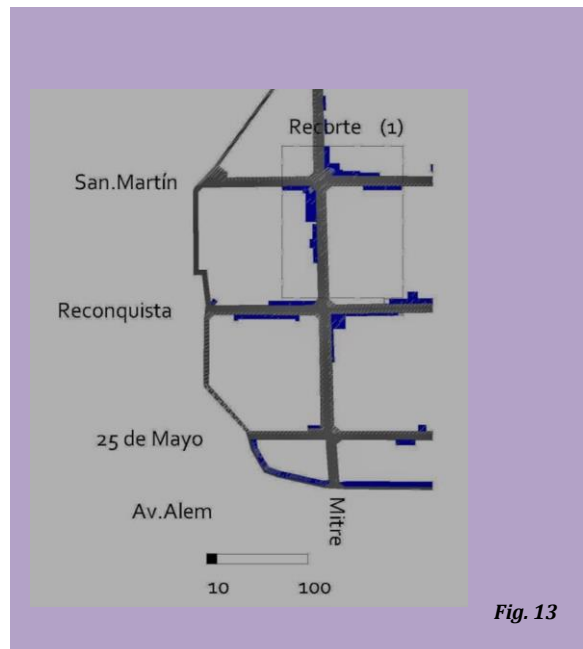 Recorte (1)
San.Martín
Reconquista
25 de Mayo
Av.Alem
Mitre
10 100
Fig. 13